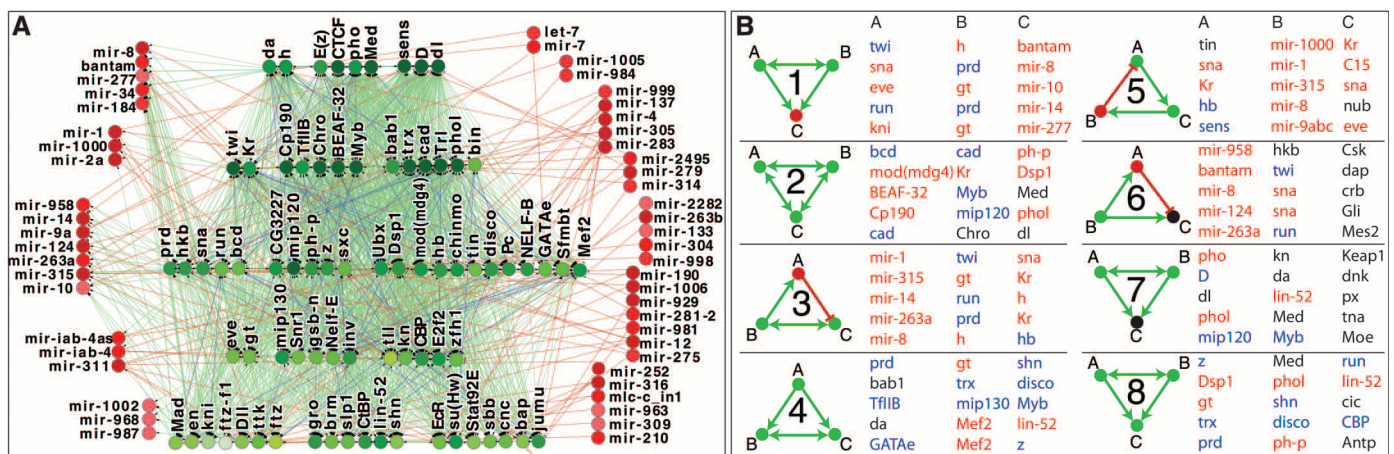 A
mir-8
bantam
mir-277
mir-34
mir-184
mir-1
mir-1000
mir-2a
mir-958
mir-14
mir-9a
mir-124
mir-263a
mir-315
mir-10
mir-iab-4as
mir-iab-4
mir-311
mir-1002
mir-968
mir-987
da h E(z) CTCF pho Med sens D dl
twi Kr Cp190 TfIIB Chro BEAF-32 Myb bab1 trx cad Trl phol bin
prd hkb sna run bcd CG3227 mip120 ph-p z sxc Ubx Dsp1 mod(mdg4) hb chinmo tin disco Pc NELF-B GATAe Sfmbt Mef2
eve gt mip130 Snr1 lgsb-n Nelf-E inv tll kn CBP E2f2 zfh1
Mad en kni ftz-f1 Dll ttk ftz gro brm slp1 CtBP lin-52 shn EcR su(Hw) Stat92E sbb cnc bap jumu
let-7
mir-7
mir-1005
mir-984
mir-999
mir-137
mir-4
mir-305
mir-283
mir-2495
mir-279
mir-314
mir-2282
mir-263b
mir-133
mir-304
mir-998
mir-190
mir-1006
mir-929
mir-281-2
mir-981
mir-12
mir-275
mir-252
mir-316
mlc-c_in1
mir-963
mir-309
mir-210
B
A B C
A B
1
C
twi h bantam
sna prd mir-8
eve gt mir-10
run prd mir-14
kni gt mir-277
A B
2
C
bcd cad ph-p
mod(mdg4) Kr Dsp1
BEAF-32 Myb Med
Cp190 mip120 phol
cad Chro dl
A
3
B C
mir-1 twi sna
mir-315 gt Kr
mir-14 run h
mir-263a prd Kr
mir-8 h hb
A
4
B C
prd gt shn
bab1 trx disco
TfIIB mip130 Myb
da Mef2 lin-52
GATAe Mef2 z
A B C
A
5
B C
tin mir-1000 Kr
sna mir-1 C15
Kr mir-315 sna
hb mir-8 nub
sens mir-9abc eve
A
6
B C
mir-958 hkb Csk
bantam twi dap
mir-8 sna crb
mir-124 sna Gli
mir-263a run Mes2
A B
7
C
pho kn Keap1
D da dnk
dl lin-52 px
phol Med tna
mip120 Myb Moe
A B
8
C
z Med run
Dsp1 phol lin-52
gt shn cic
trx disco CBP
prd ph-p Antp